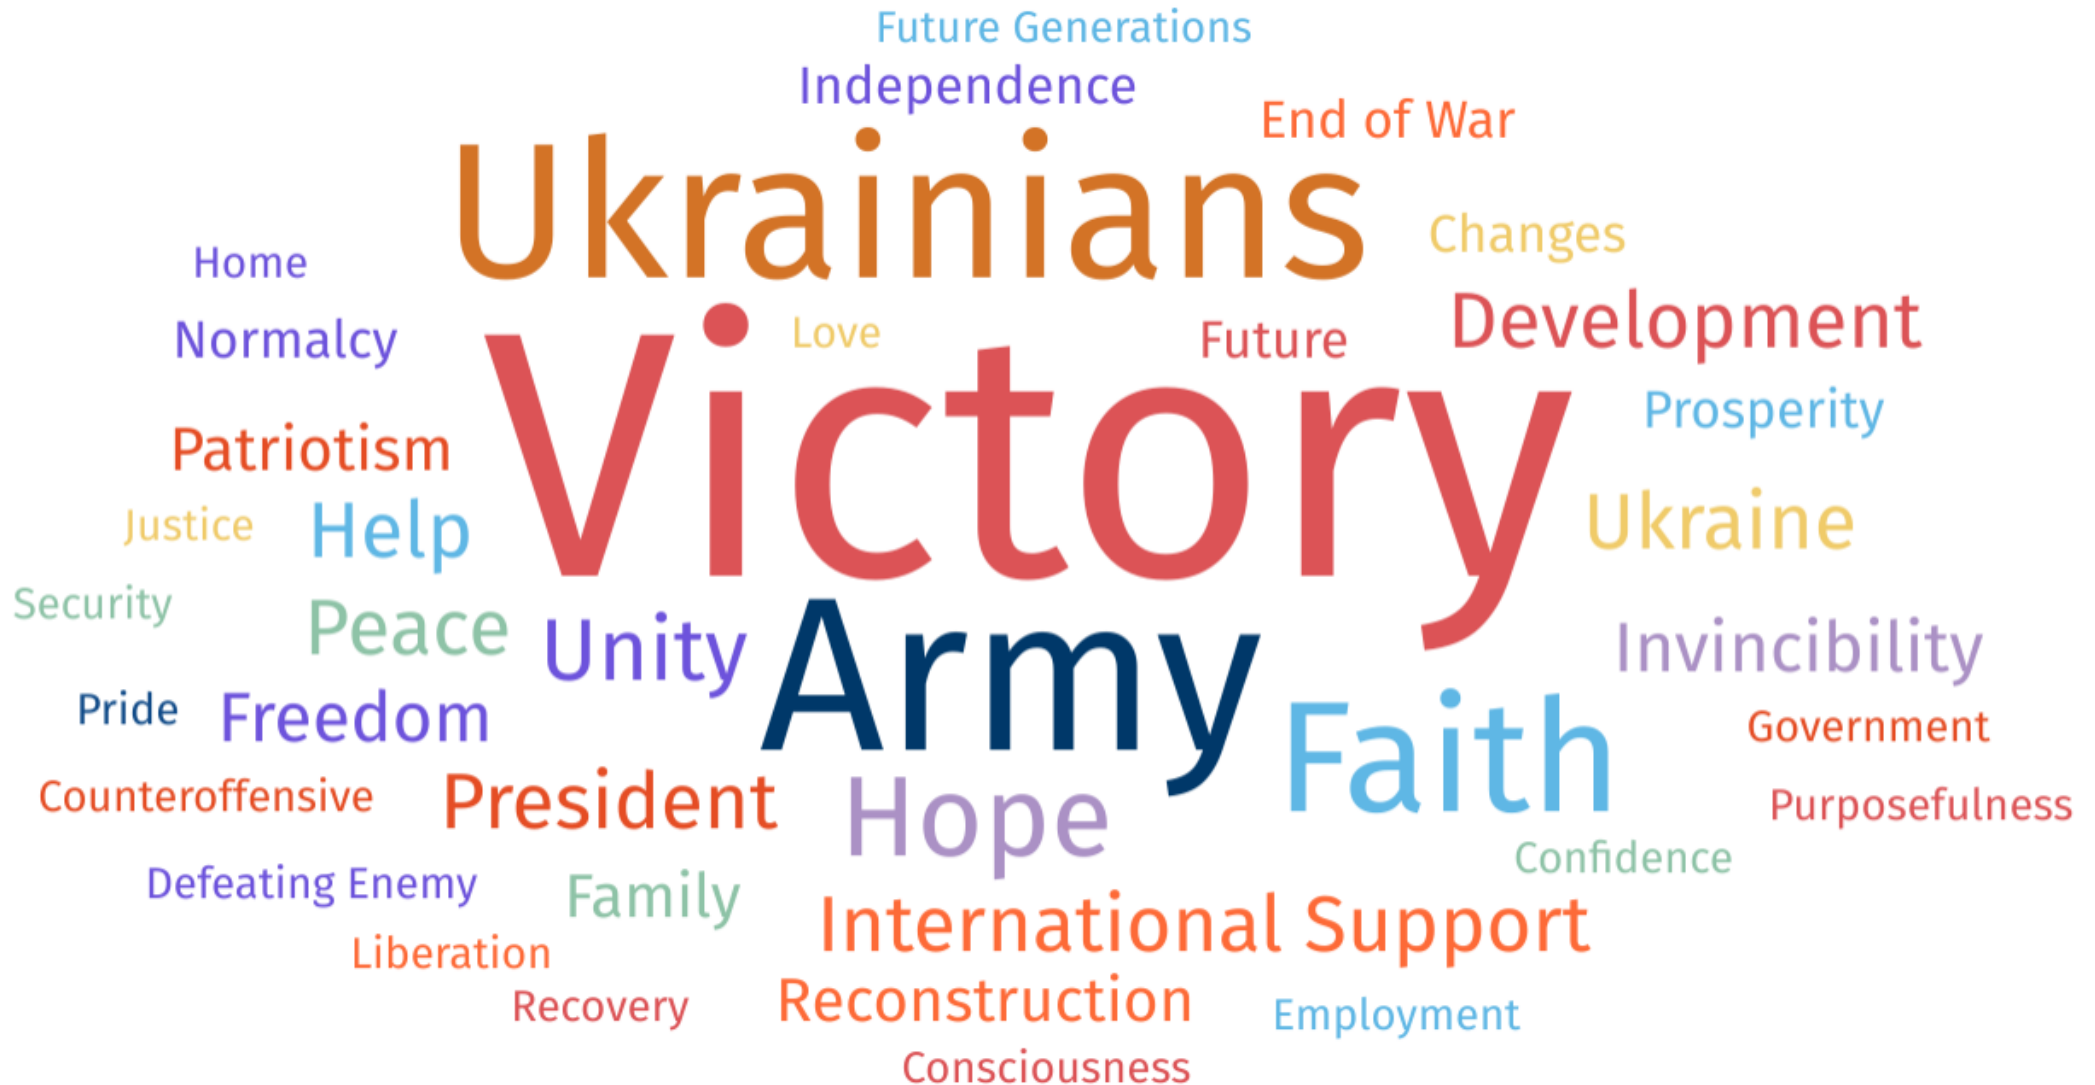 Future Generations
Independence
End of War
Ukrainians
Changes
Home
Normalcy
Love
Future
Development
Victory
Prosperity
Patriotism
Justice
Help
Ukraine
Security
Peace
Unity
Army
Invincibility
Pride
Freedom
Faith
Government
Counteroffensive
President
Hope
Purposefulness
Confidence
Defeating Enemy
Family
International Support
Liberation
Recovery
Reconstruction
Employment
Consciousness